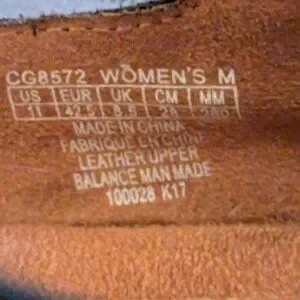 CG8572 WOMEN'S M
US EUR UK CM MM
11 42.5 8.5 28 280
MADE IN CHINA
FABRIQUÉ EN CHINE
LEATHER UPPER
BALANCE MAN MADE
100028 K17